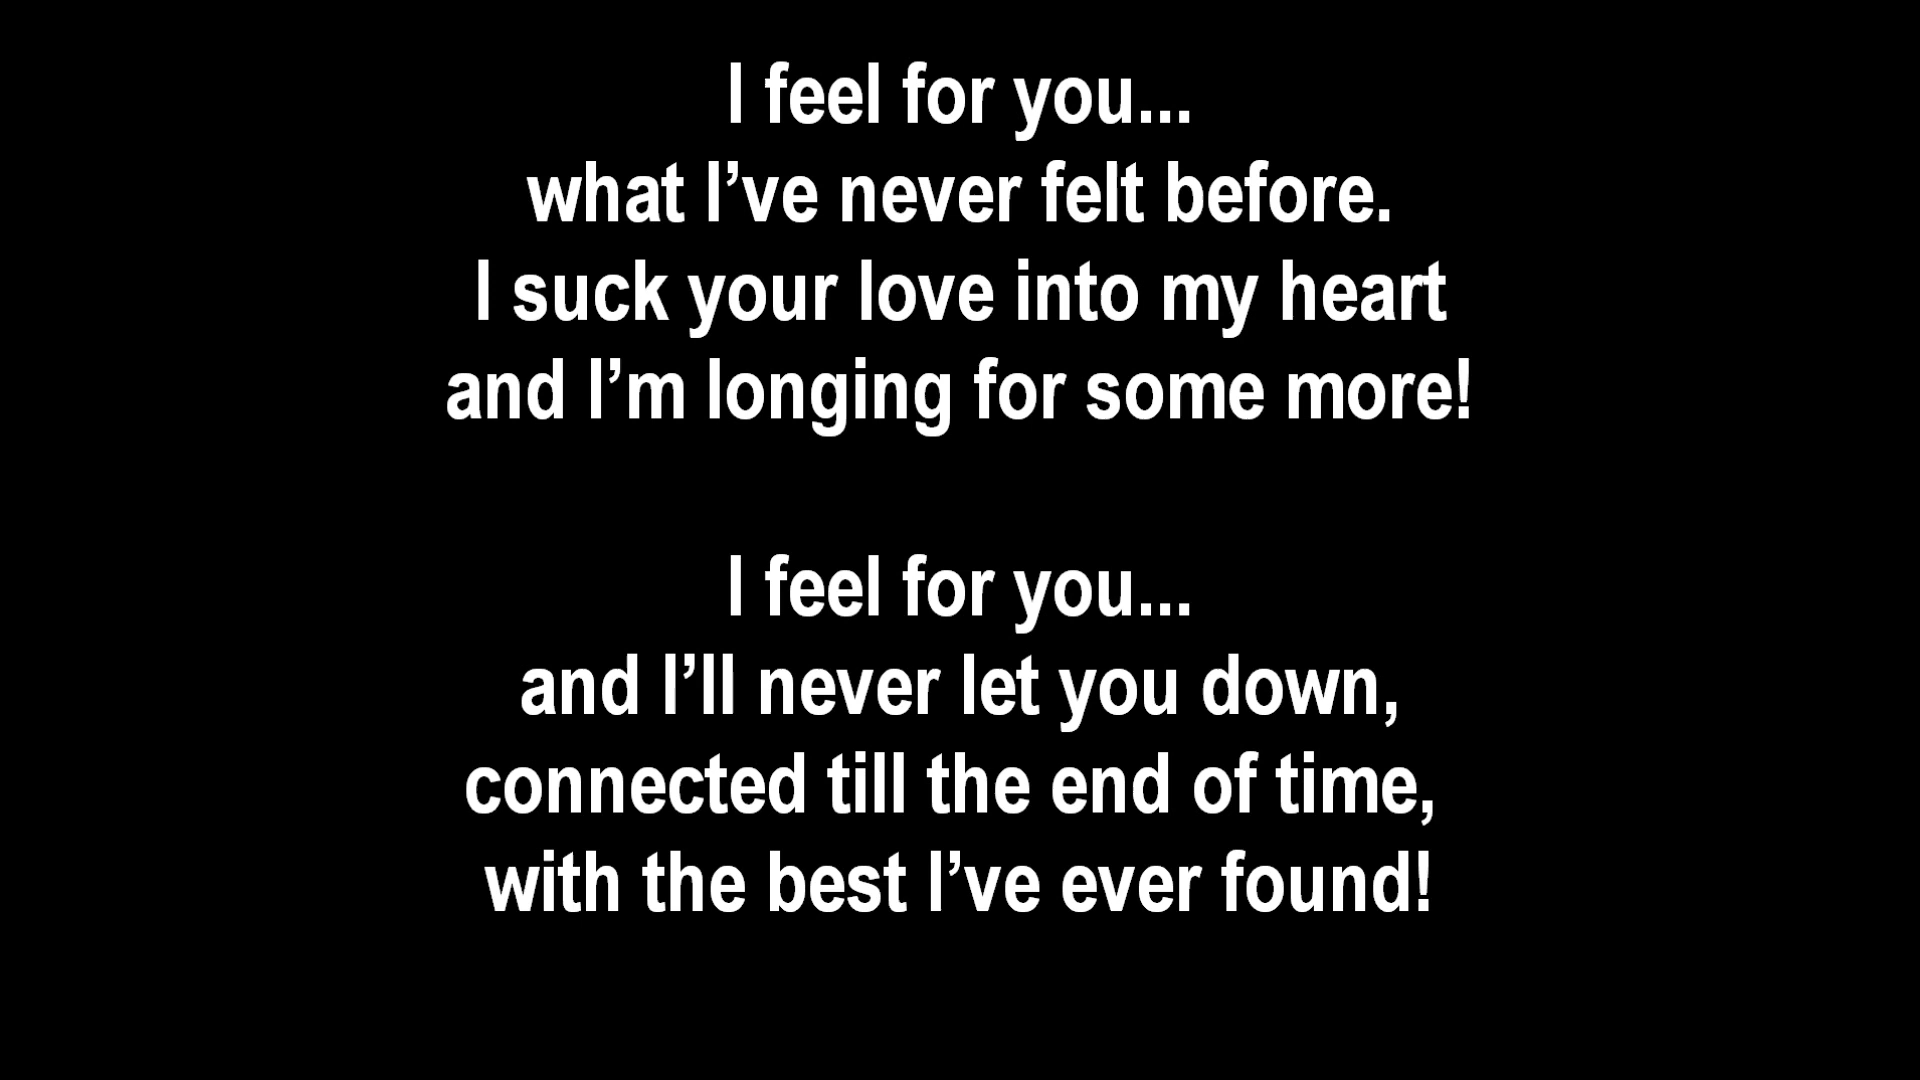 I feel for you...
what I’ve never felt before.
I suck your love into my heart
and I’m longing for some more!
I feel for you...
and I’ll never let you down,
connected till the end of time,
with the best I’ve ever found!